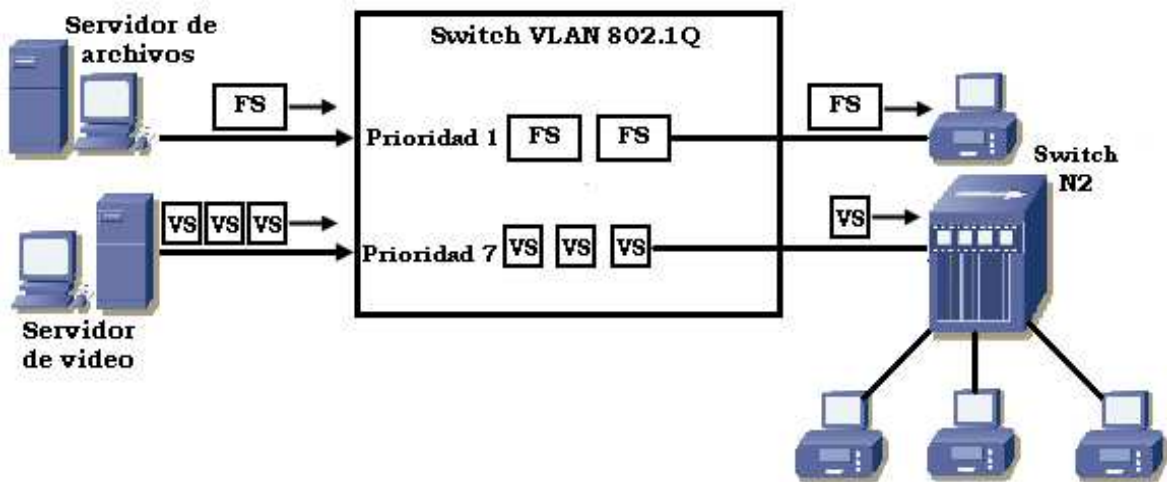 Servidor de
archivos
Switch VLAN 802.1Q
FS
Prioridad 1
FS
FS
FS
Switch
N2
VS
VS
VS
Prioridad 7
VS
VS
VS
VS
Servidor
de video